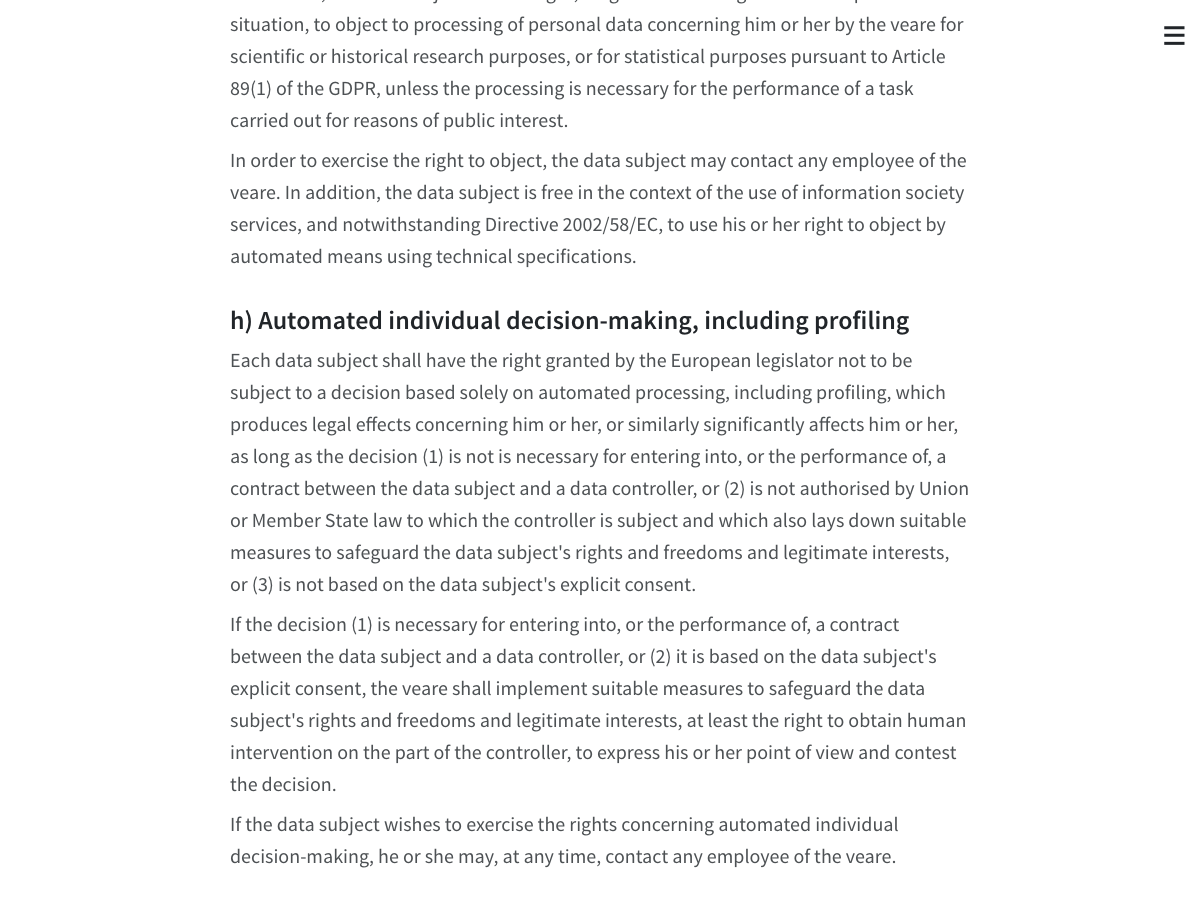 situation, to object to processing of personal data concerning him or her by the veare for
scientific or historical research purposes, or for statistical purposes pursuant to Article
89(1) of the GDPR, unless the processing is necessary for the performance of a task
carried out for reasons of public interest.
In order to exercise the right to object, the data subject may contact any employee of the
veare. In addition, the data subject is free in the context of the use of information society
services, and notwithstanding Directive 2002/58/EC, to use his or her right to object by
automated means using technical specifications.
h) Automated individual decision-making, including profiling
Each data subject shall have the right granted by the European legislator not to be
subject to a decision based solely on automated processing, including profiling, which
produces legal effects concerning him or her, or similarly significantly affects him or her,
as long as the decision (1) is not is necessary for entering into, or the performance of, a
contract between the data subject and a data controller, or (2) is not authorised by Union
or Member State law to which the controller is subject and which also lays down suitable
measures to safeguard the data subject's rights and freedoms and legitimate interests,
or (3) is not based on the data subject's explicit consent.
If the decision (1) is necessary for entering into, or the performance of, a contract
between the data subject and a data controller, or (2) it is based on the data subject's
explicit consent, the veare shall implement suitable measures to safeguard the data
subject's rights and freedoms and legitimate interests, at least the right to obtain human
intervention on the part of the controller, to express his or her point of view and contest
the decision.
If the data subject wishes to exercise the rights concerning automated individual
decision-making, he or she may, at any time, contact any employee of the veare.